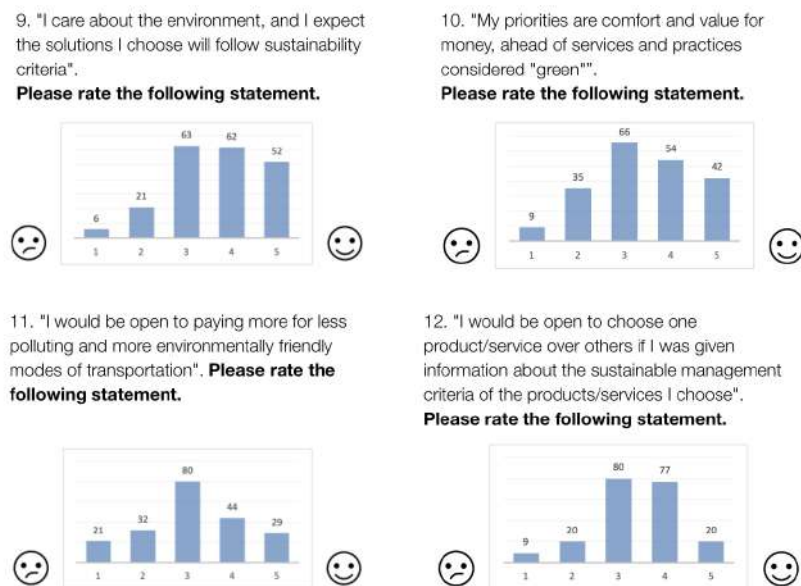 9. "I care about the environment, and I expect
the solutions I choose will follow sustainability
criteria".
Please rate the following statement.
63
62
52
21
6
1 2 3 4 5
10. "My priorities are comfort and value for
money, ahead of services and practices
considered "green"".
Please rate the following statement.
66
54
42
35
9
1 2 3 4 5
11. "I would be open to paying more for less
polluting and more environmentally friendly
modes of transportation". Please rate the
following statement.
80
44
32
29
21
1 2 3 4 5
12. "I would be open to choose one
product/service over others if I was given
information about the sustainable management
criteria of the products/services I choose".
Please rate the following statement.
80
77
20
20
9
1 2 3 4 5